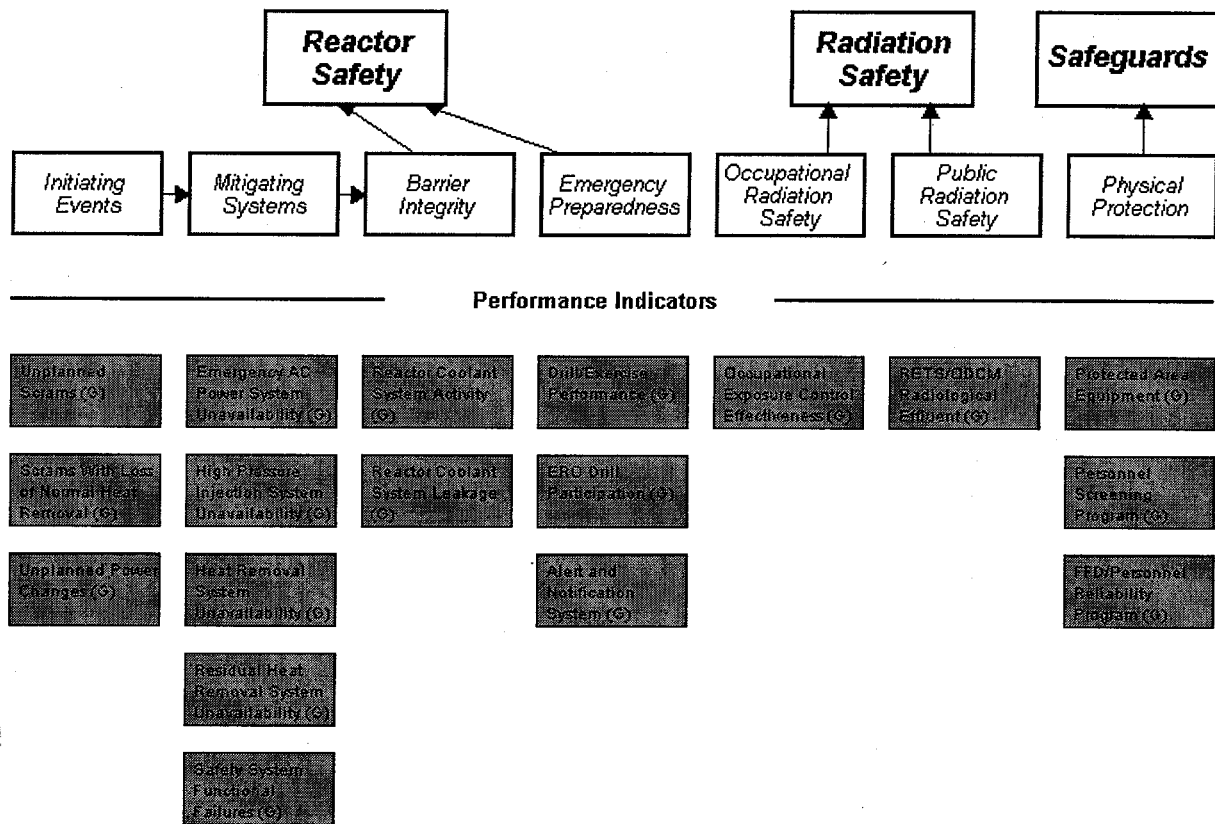 Reactor
Safety
Radiation
Safety
Safeguards
Initiating
Events
Mitigating
Systems
Barrier
Integrity
Emergency
Preparedness
Occupational
Radiation
Safety
Public
Radiation
Safety
Physical
Protection
Performance Indicators
Unplanned
Scrams (G)
Emergency AC
Power System
Unavailability (G)
Reactor Coolant
System Activity
(G)
Drill/Exercise
Performance (G)
Occupational
Exposure Control
Effectiveness (G)
RETS/ODCM
Radiological
Effluent (G)
Protected Area
Equipment (G)
Scrams With Loss
of Normal Heat
Removal (G)
High Pressure
Injection System
Unavailability (G)
Reactor Coolant
System Leakage
(G)
ERO Drill
Participation (G)
Personnel
Screening
Program (G)
Unplanned Power
Changes (G)
Heat Removal
System
Unavailability (G)
Alert and
Notification
System (G)
FFD/Personnel
Reliability
Program (G)
Residual Heat
Removal System
Unavailability (G)
Safety System
Functional
Failures (G)